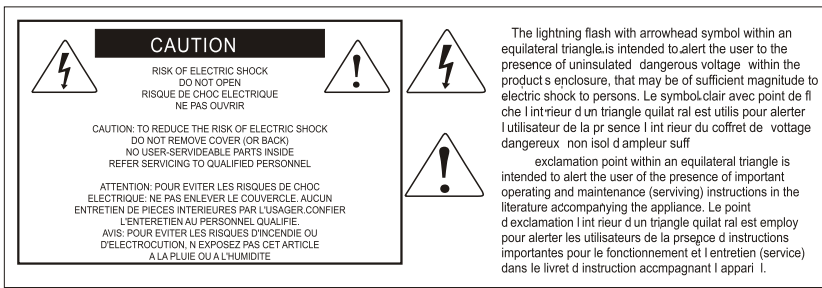 CAUTION
RISK OF ELECTRIC SHOCK
DO NOT OPEN
RISQUE DE CHOC ELECTRIQUE
NE PAS OUVRIR
CAUTION: TO REDUCE THE RISK OF ELECTRIC SHOCK
DO NOT REMOVE COVER (OR BACK)
NO USER-SERVIDEABLE PARTS INSIDE
REFER SERVICING TO QUALIFIED PERSONNEL
ATTENTION: POUR EVITER LES RISQUES DE CHOC
ELECTRIQUE: NE PAS ENLEVER LE COUVERCLE. AUCUN
ENTRETIEN DE PIECES INTERIEURES PAR L'USAGER.CONFIER
L'ENTERETIEN AU PERSONNEL QUALIFIE.
AVIS: POUR EVITER LES RISQUES D'INCENDIE OU
D'ELECTROCUTION, N EXPOSEZ PAS CET ARTICLE
A LA PLUIE OU A L'HUMIDITE
The lightning flash with arrowhead symbol within an
equilateral triangle, is intended to alert the user to the
presence of uninsulated dangerous voltage within the
product s enclosure, that may be of sufficient magnitude to
electric shock to persons. Le symbol clair avec point de fl
che l int rieur d un triangle quilat ral est utilis pour alerter
l utilisateur de la pr sence l int rieur du coffret de vottage
dangereux non isol d ampleur suff
exclamation point within an equilateral triangle is
intended to alert the user of the presence of important
operating and maintenance (serviving) instructions in the
literature accompanying the appliance. Le point
d exclamation l int rieur d un triangle quilat ral est employ
pour alerter les utilisateurs de la prsence d instructions
importantes pour le fonctionnement et l entretien (service)
dans le livret d instruction accmpagnant l appari l.